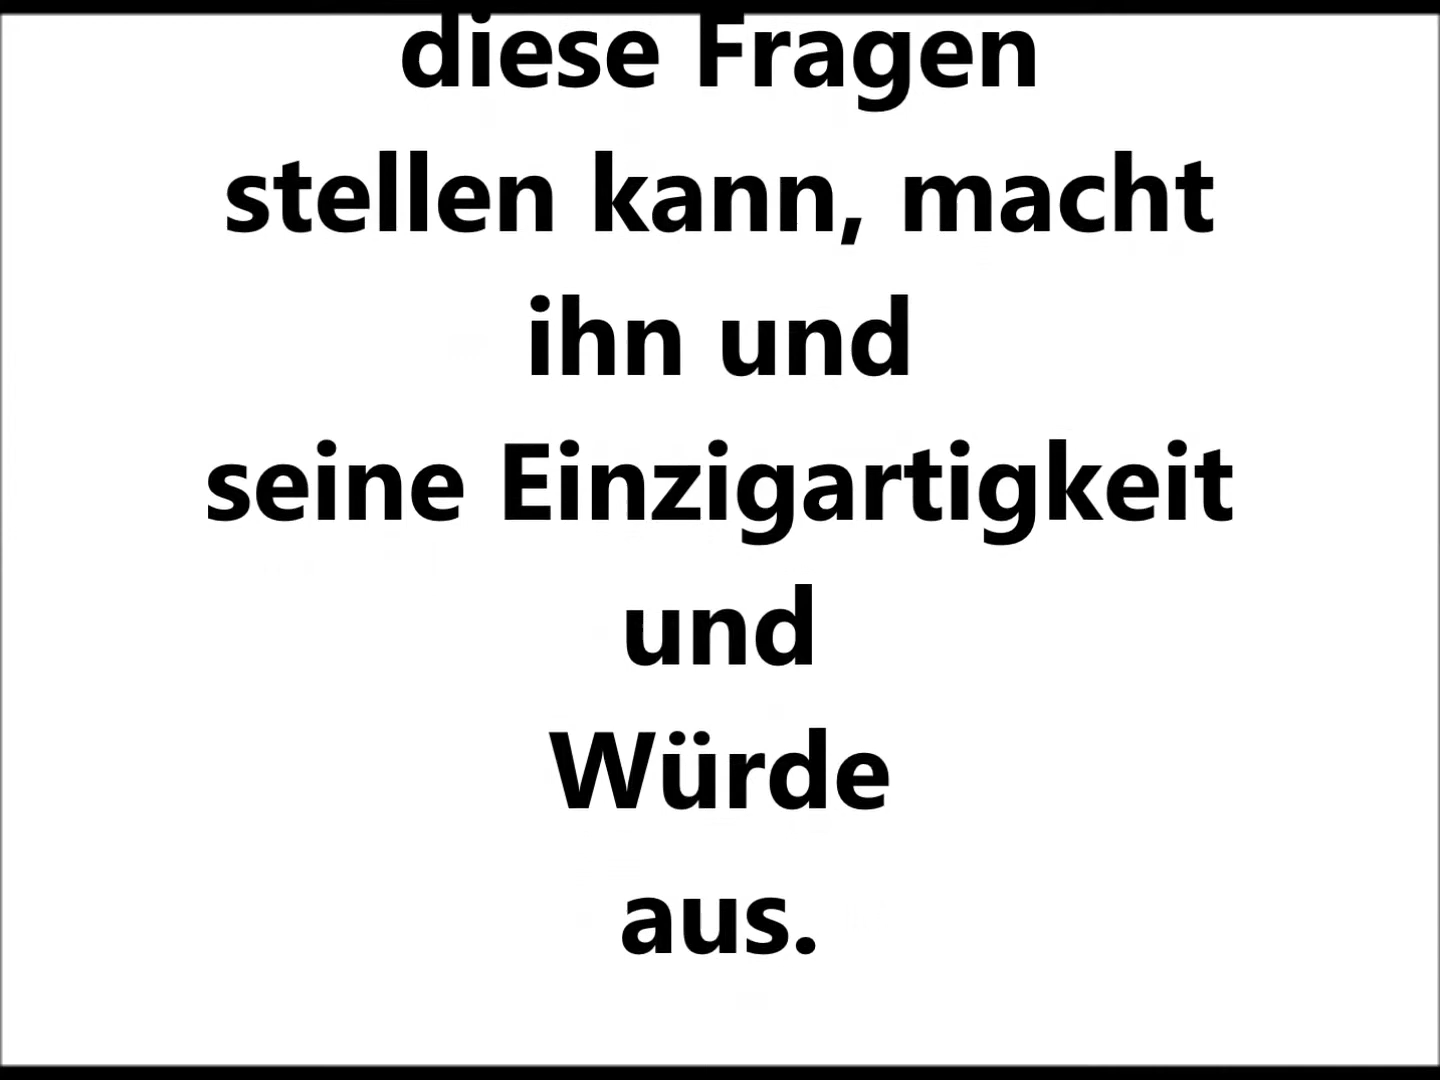 diese Fragen
stellen kann, macht
ihn und
seine Einzigartigkeit
und
Würde
aus.